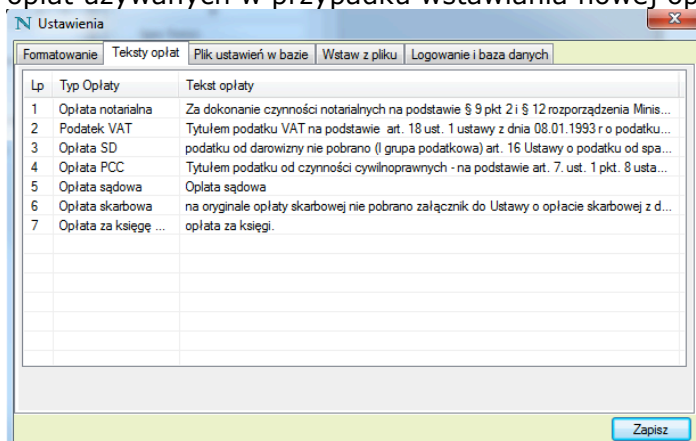 opłat używanych w przypadku wstawiania nowej op
N Ustawienia
Formatowanie Teksty opłat Plik ustawień w bazie Wstaw z pliku Logowanie i baza danych
Lp Typ Opłaty Tekst opłaty
1 Opłata notarialna Za dokonanie czynności notarialnych na podstawie § 9 pkt 2 i § 12 rozporządzenia Minis...
2 Podatek VAT Tytułem podatku VAT na podstawie art. 18 ust. 1 ustawy z dnia 08.01.1993 r o podatku...
3 Opłata SD podatku od darowizny nie pobrano (I grupa podatkowa) art. 16 Ustawy o podatku od spa...
4 Opłata PCC Tytułem podatku od czynności cywilnoprawnych - na podstawie art. 7. ust. 1 pkt. 8 usta...
5 Opłata sądowa Oplata sądowa
6 Opłata skarbowa na oryginale opłaty skarbowej nie pobrano załącznik do Ustawy o opłacie skarbowej z d...
7 Opłata za księgę ... opłata za księgi.
Zapisz